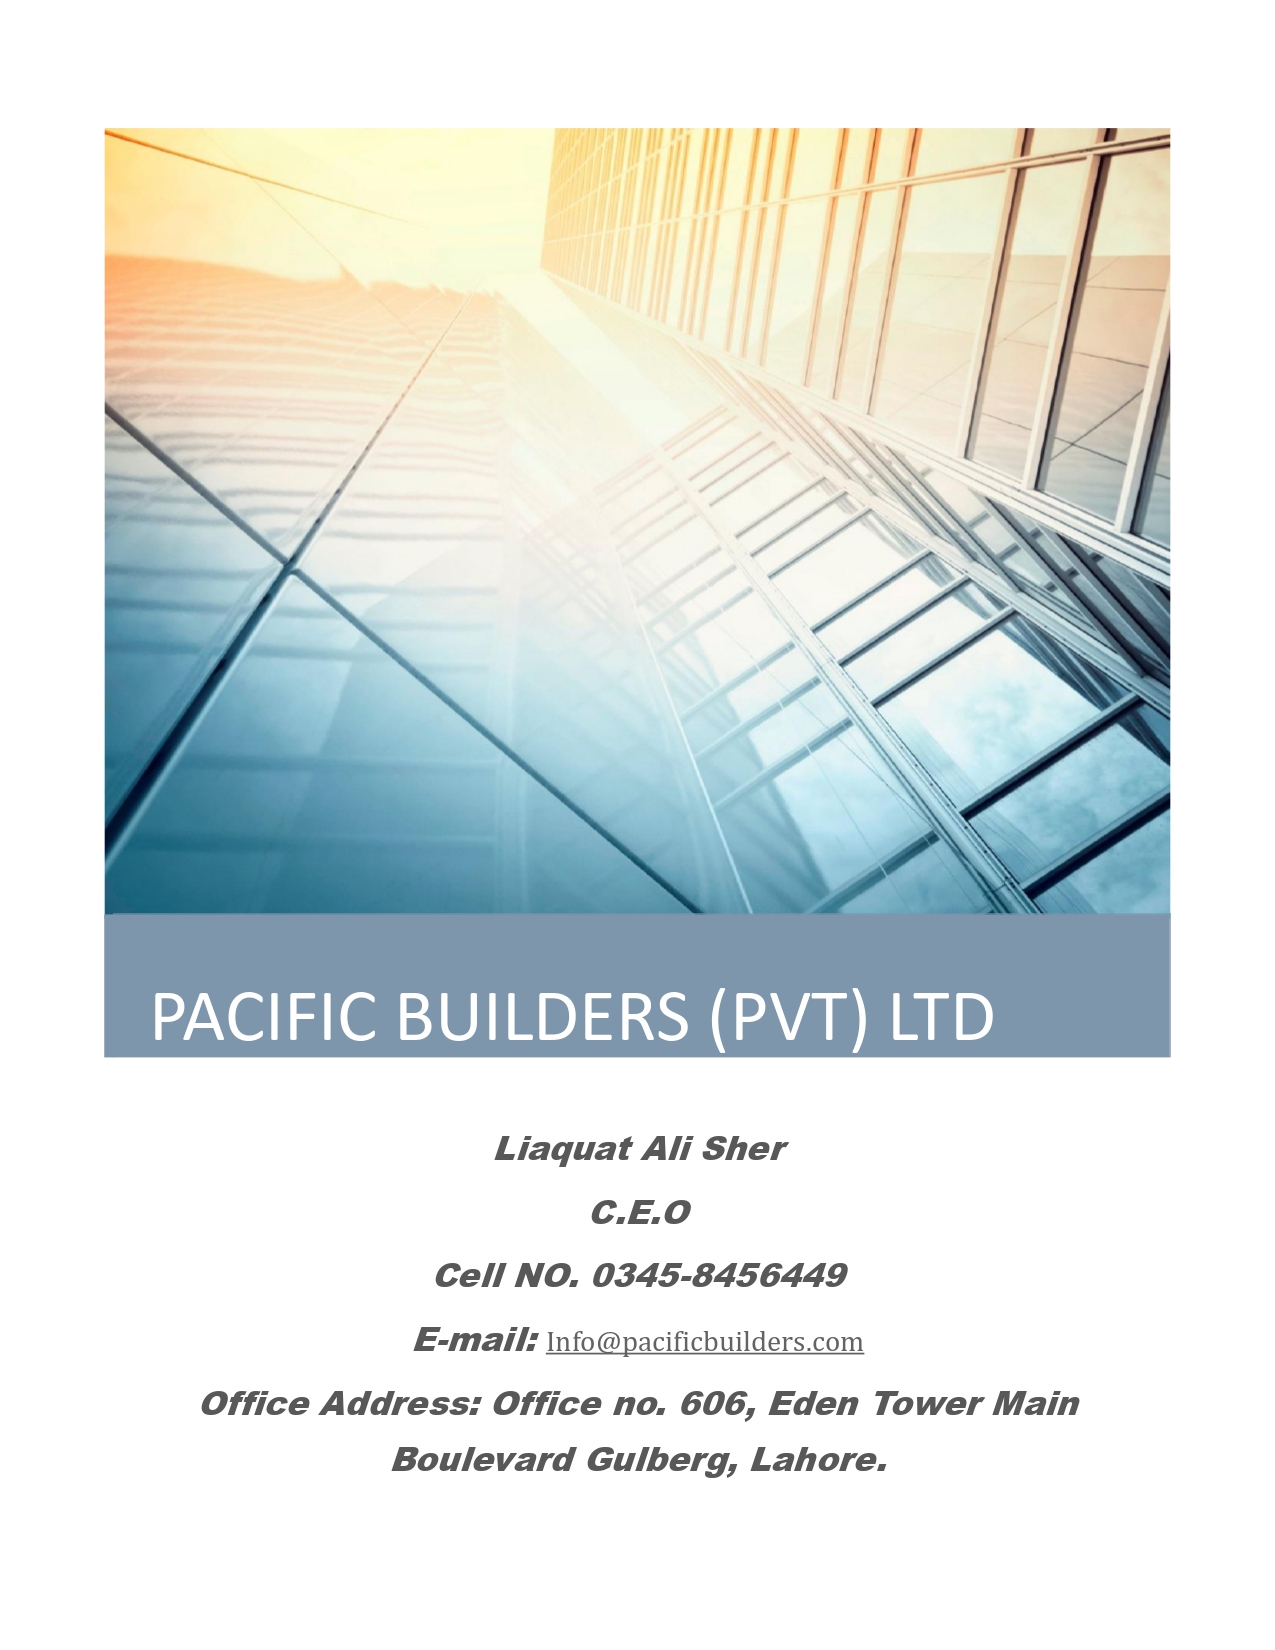 PACIFIC BUILDERS (PVT) LTD
Liaquat Ali Sher
C.E.O
Cell NO. 0345-8456449
E-mail: Info@pacificbuilders.com
Office Address: Office no. 606, Eden Tower Main
Boulevard Gulberg, Lahore.